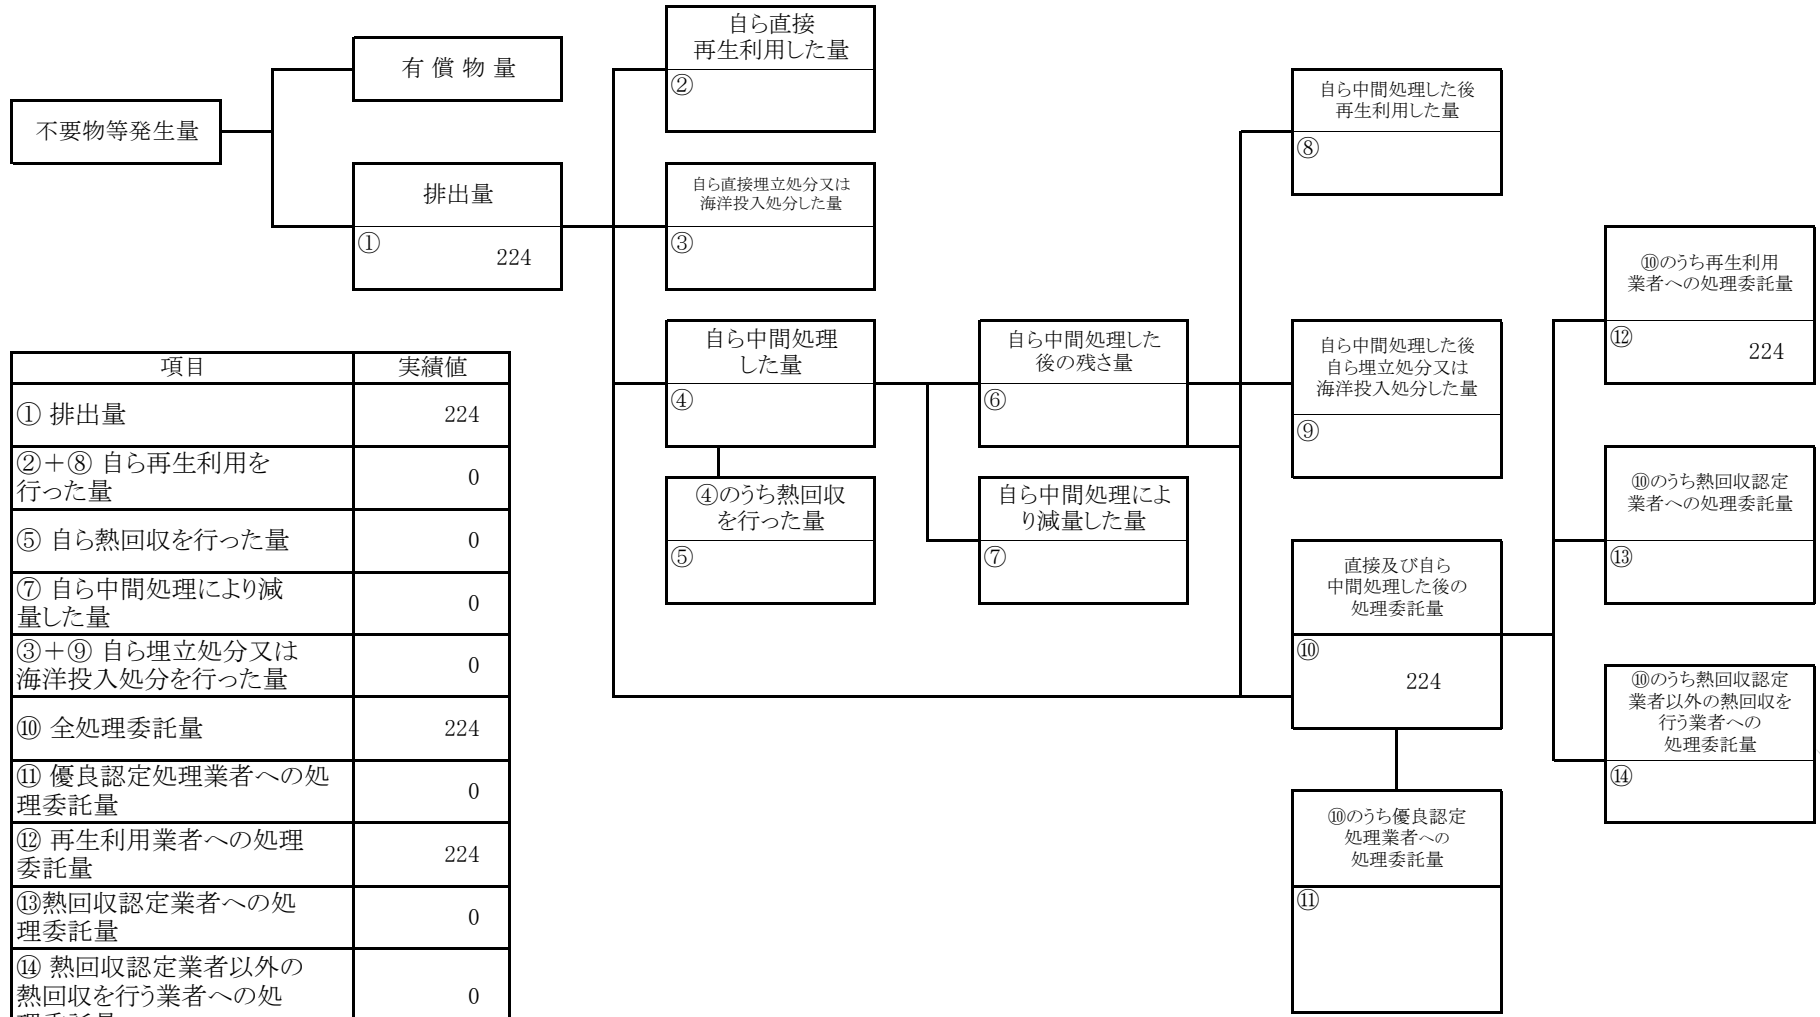 不要物等発生量
有 償 物 量
排出量
①
224
自ら直接
再生利用した量
②
自ら直接埋立処分又は
海洋投入処分した量
③
自ら中間処理
した量
④
④のうち熱回収
を行った量
⑤
自ら中間処理した
後の残さ量
⑥
自ら中間処理によ
り減量した量
⑦
自ら中間処理した後
再生利用した量
⑧
自ら中間処理した後
自ら埋立処分又は
海洋投入処分した量
⑨
直接及び自ら
中間処理した後の
処理委託量
⑩
224
⑩のうち優良認定
処理業者への
処理委託量
⑪
⑩のうち再生利用
業者への処理委託量
⑫
224
⑩のうち熱回収認定
業者への処理委託量
⑬
⑩のうち熱回収認定
業者以外の熱回収を
行う業者への
処理委託量
⑭
項目 実績値
① 排出量 224
②＋⑧ 自ら再生利用を
行った量 0
⑤ 自ら熱回収を行った量 0
⑦ 自ら中間処理により減
量した量 0
③＋⑨ 自ら埋立処分又は
海洋投入処分を行った量 0
⑩ 全処理委託量 224
⑪ 優良認定処理業者への処
理委託量 0
⑫ 再生利用業者への処理
委託量 224
⑬熱回収認定業者への処
理委託量 0
⑭ 熱回収認定業者以外の
熱回収を行う業者への処 0